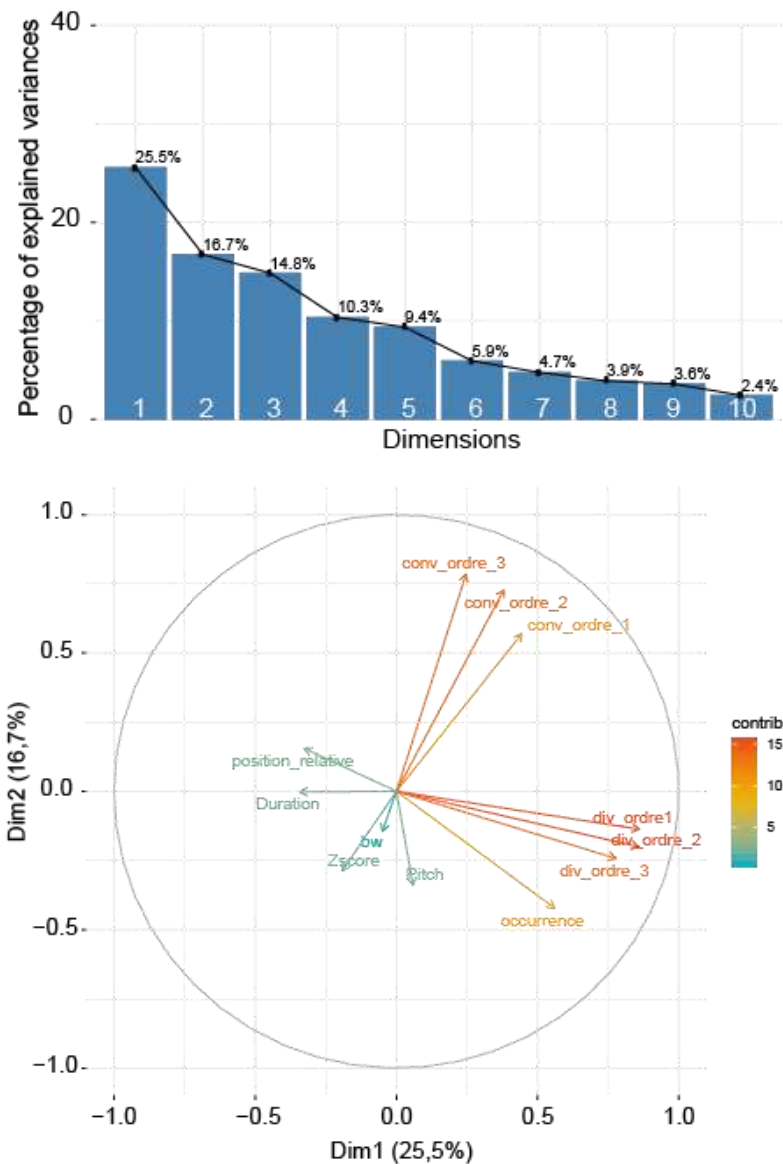 Percentage of explained variances
40
20
0
25.5%
16.7%
14.8%
10.3%
9.4%
5.9%
4.7%
3.9%
3.6%
2.4%
1 2 3 4 5 6 7 8 9 10
Dimensions
Dim2 (16,7%)
1.0
0.5
0.0
−0.5
−1.0
conv_ordre_3
conv_ordre_2
conv_ordre_1
position_relative
Duration
bw
Zscore
Pitch
div_ordre1
div_ordre_2
div_ordre_3
occurrence
contrib
15
10
5
−1.0 −0.5 0.0 0.5 1.0
Dim1 (25,5%)